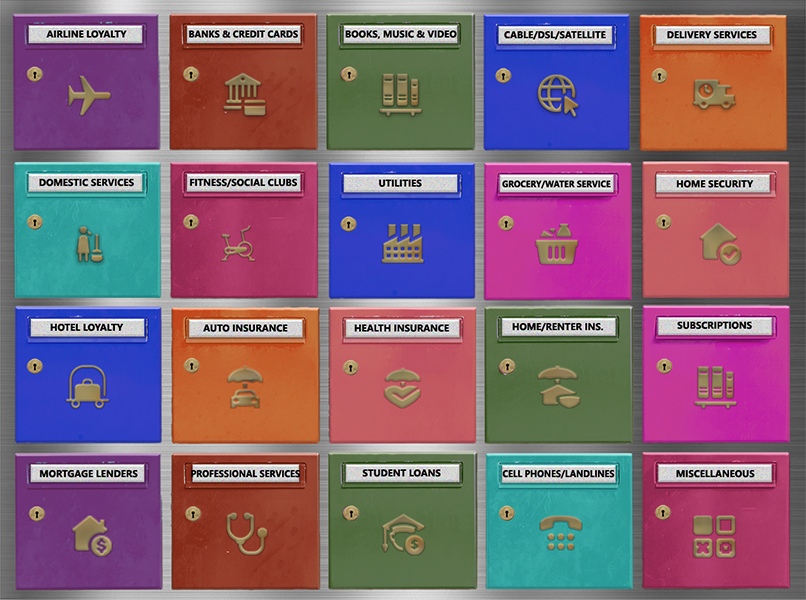 AIRLINE LOYALTY
BANKS & CREDIT CARDS
BOOKS, MUSIC & VIDEO
CABLE/DSL/SATELLITE
DELIVERY SERVICES
DOMESTIC SERVICES
FITNESS/SOCIAL CLUBS
UTILITIES
GROCERY/WATER SERVICE
HOME SECURITY
HOTEL LOYALTY
AUTO INSURANCE
HEALTH INSURANCE
HOME/RENTER INS.
SUBSCRIPTIONS
MORTGAGE LENDERS
PROFESSIONAL SERVICES
STUDENT LOANS
CELL PHONES/LANDLINES
MISCELLANEOUS